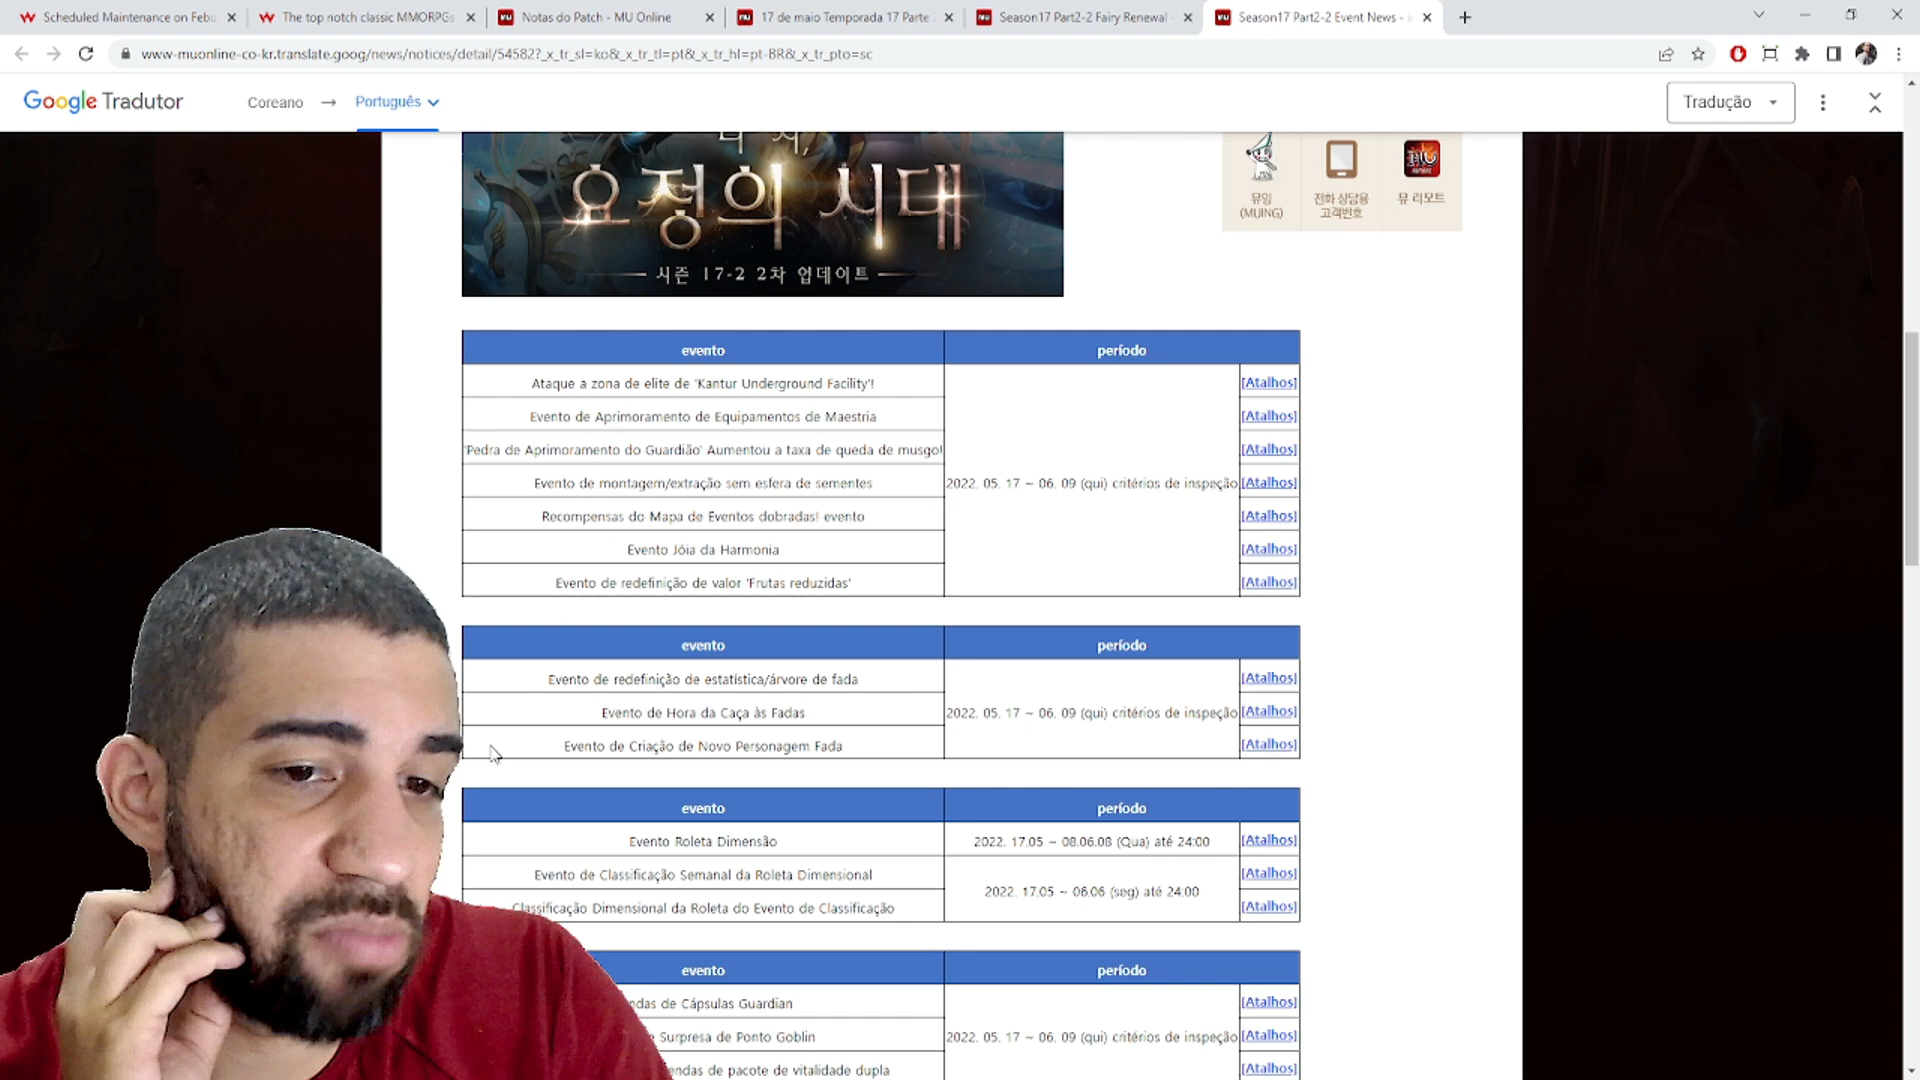 Scheduled Maintenance on Febu
The top notch classic MMORPGs
Notas do Patch - MU Online
17 de maio Temporada 17 Parte
Season17 Part2-2 Fairy Renewal
Season17 Part2-2 Event News - i
www-muonline-co-kr.translate.goog/news/notices/detail/54582?_x_tr_sl=ko&_x_tr_tl=pt&_x_tr_hl=pt-BR&_x_tr_pto=sc
Google Tradutor
Coreano → Português
Tradução
요정의 시대
시즌 17-2 2차 업데이트
뮤잉
(MUING)
전화 상담용
고객번호
뮤 리모트
evento período
Ataque a zona de elite de 'Kantur Underground Facility'! [Atalhos]
Evento de Aprimoramento de Equipamentos de Maestria [Atalhos]
'Pedra de Aprimoramento do Guardião' Aumentou a taxa de queda de musgo! [Atalhos]
Evento de montagem/extração sem esfera de sementes 2022. 05. 17 ~ 06. 09 (qui) critérios de inspeção [Atalhos]
Recompensas do Mapa de Eventos dobradas! evento [Atalhos]
Evento Jóia da Harmonia [Atalhos]
Evento de redefinição de valor 'Frutas reduzidas' [Atalhos]
evento período
Evento de redefinição de estatística/árvore de fada [Atalhos]
Evento de Hora da Caça às Fadas 2022. 05. 17 ~ 06. 09 (qui) critérios de inspeção [Atalhos]
Evento de Criação de Novo Personagem Fada [Atalhos]
evento período
Evento Roleta Dimensão 2022. 17.05 ~ 08.06.08 (Qua) até 24:00 [Atalhos]
Evento de Classificação Semanal da Roleta Dimensional [Atalhos]
2022. 17.05 ~ 06.06 (seg) até 24:00
Classificação Dimensional da Roleta do Evento de Classificação [Atalhos]
evento período
ndas de Cápsulas Guardian [Atalhos]
Surpresa de Ponto Goblin 2022. 05. 17 ~ 06. 09 (qui) critérios de inspeção [Atalhos]
endas de pacote de vitalidade dupla [Atalhos]